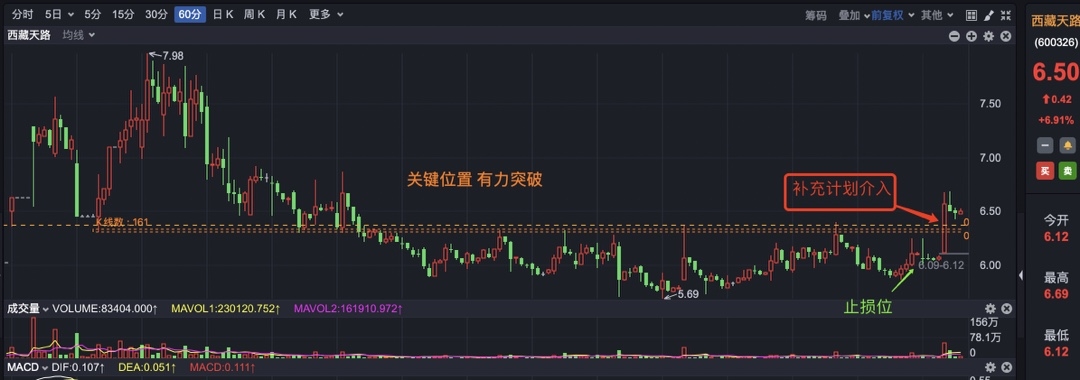 分时 5日 5分 15分 30分 60分 日K 周K 月K 更多 筹码 叠加 前复权 其他
西藏天路 均线
西藏天路
(600326)
6.50
0.42
+6.91%
买 卖
今开
6.12
最高
6.69
最低
6.12
7.98
7.50
7.00
6.50
6.00
关键位置 有力突破
补充计划介入
K线数:161
0
0
6.09-6.12
5.69
止损位
成交量 VOLUME:83404.000↑ MAVOL1:230120.752↑ MAVOL2:161910.972↑
156万
78.1万
0
MACD DIF:0.107↑ DEA:0.051↑ MACD:0.111↑